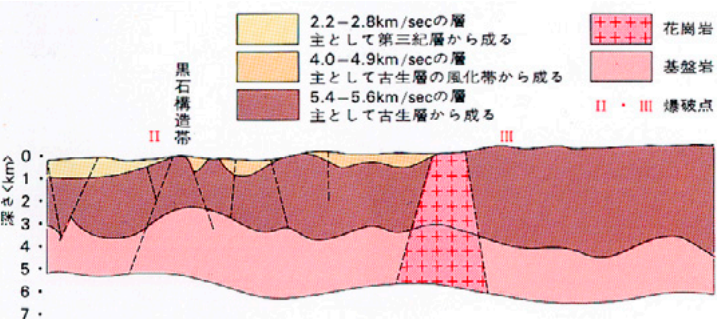 2.2–2.8km/secの層
主として第三紀層から成る
4.0–4.9km/secの層
主として古生層の風化帯から成る
5.4–5.6km/secの層
主として古生層から成る
花崗岩
基盤岩
II ・ III 爆破点
黒石構造帯
II
III
深さ<km>
0
1
2
3
4
5
6
7